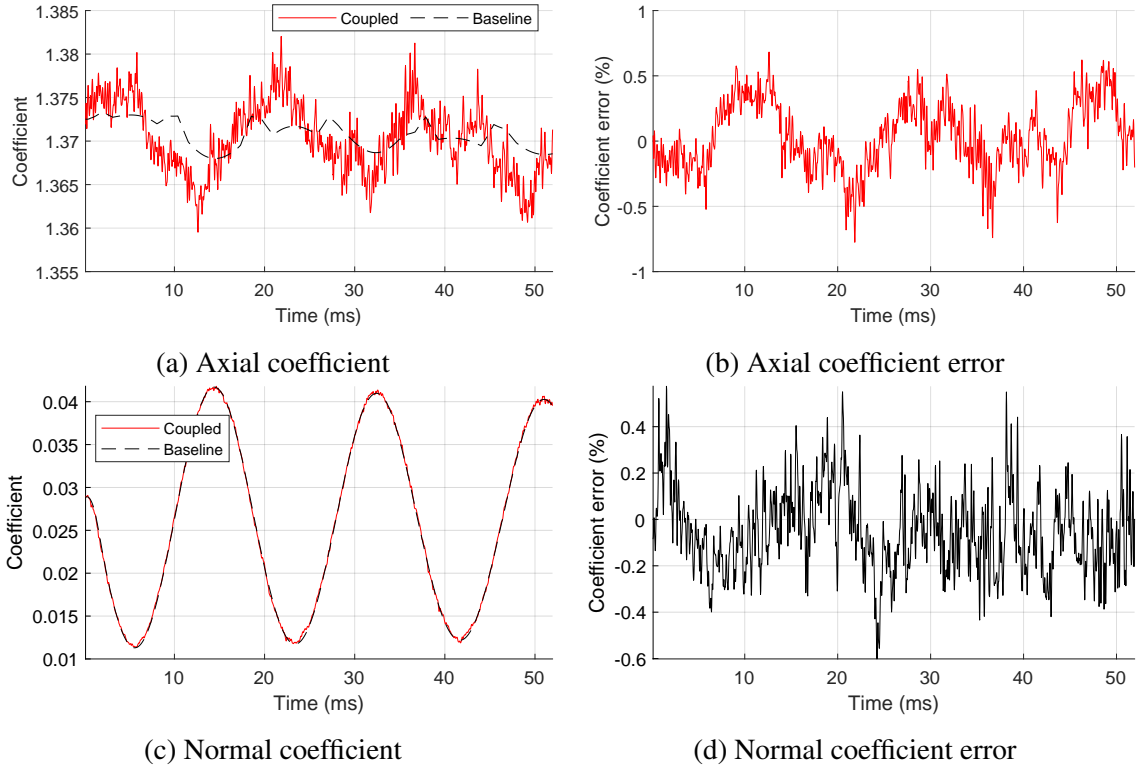 Coupled Baseline
Coefficient
1.385
1.38
1.375
1.37
1.365
1.36
1.355
10 20 30 40 50
Time (ms)
(a) Axial coefficient
Coefficient error (%)
1
0.5
0
-0.5
-1
10 20 30 40 50
Time (ms)
(b) Axial coefficient error
Coupled
Baseline
Coefficient
0.04
0.035
0.03
0.025
0.02
0.015
0.01
10 20 30 40 50
Time (ms)
(c) Normal coefficient
Coefficient error (%)
0.4
0.2
0
-0.2
-0.4
-0.6
10 20 30 40 50
Time (ms)
(d) Normal coefficient error